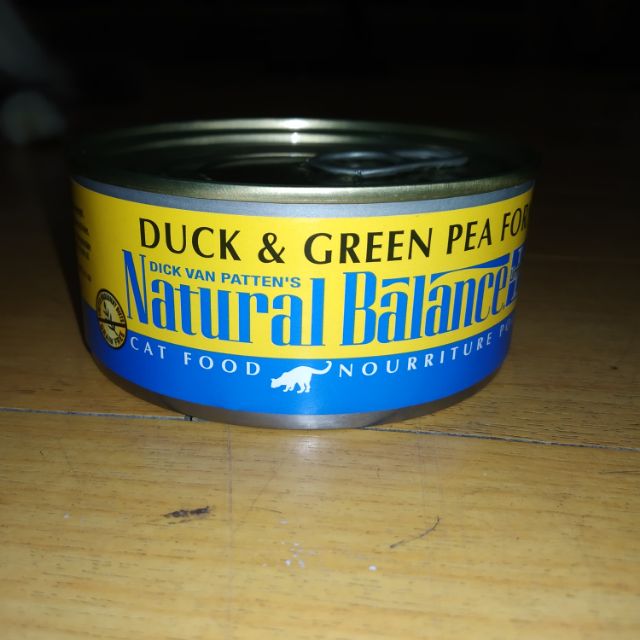 DUCK & GREEN PEA FOR
DICK VAN PATTEN'S
Natural Balance
CAT FOOD NOURRITURE PO